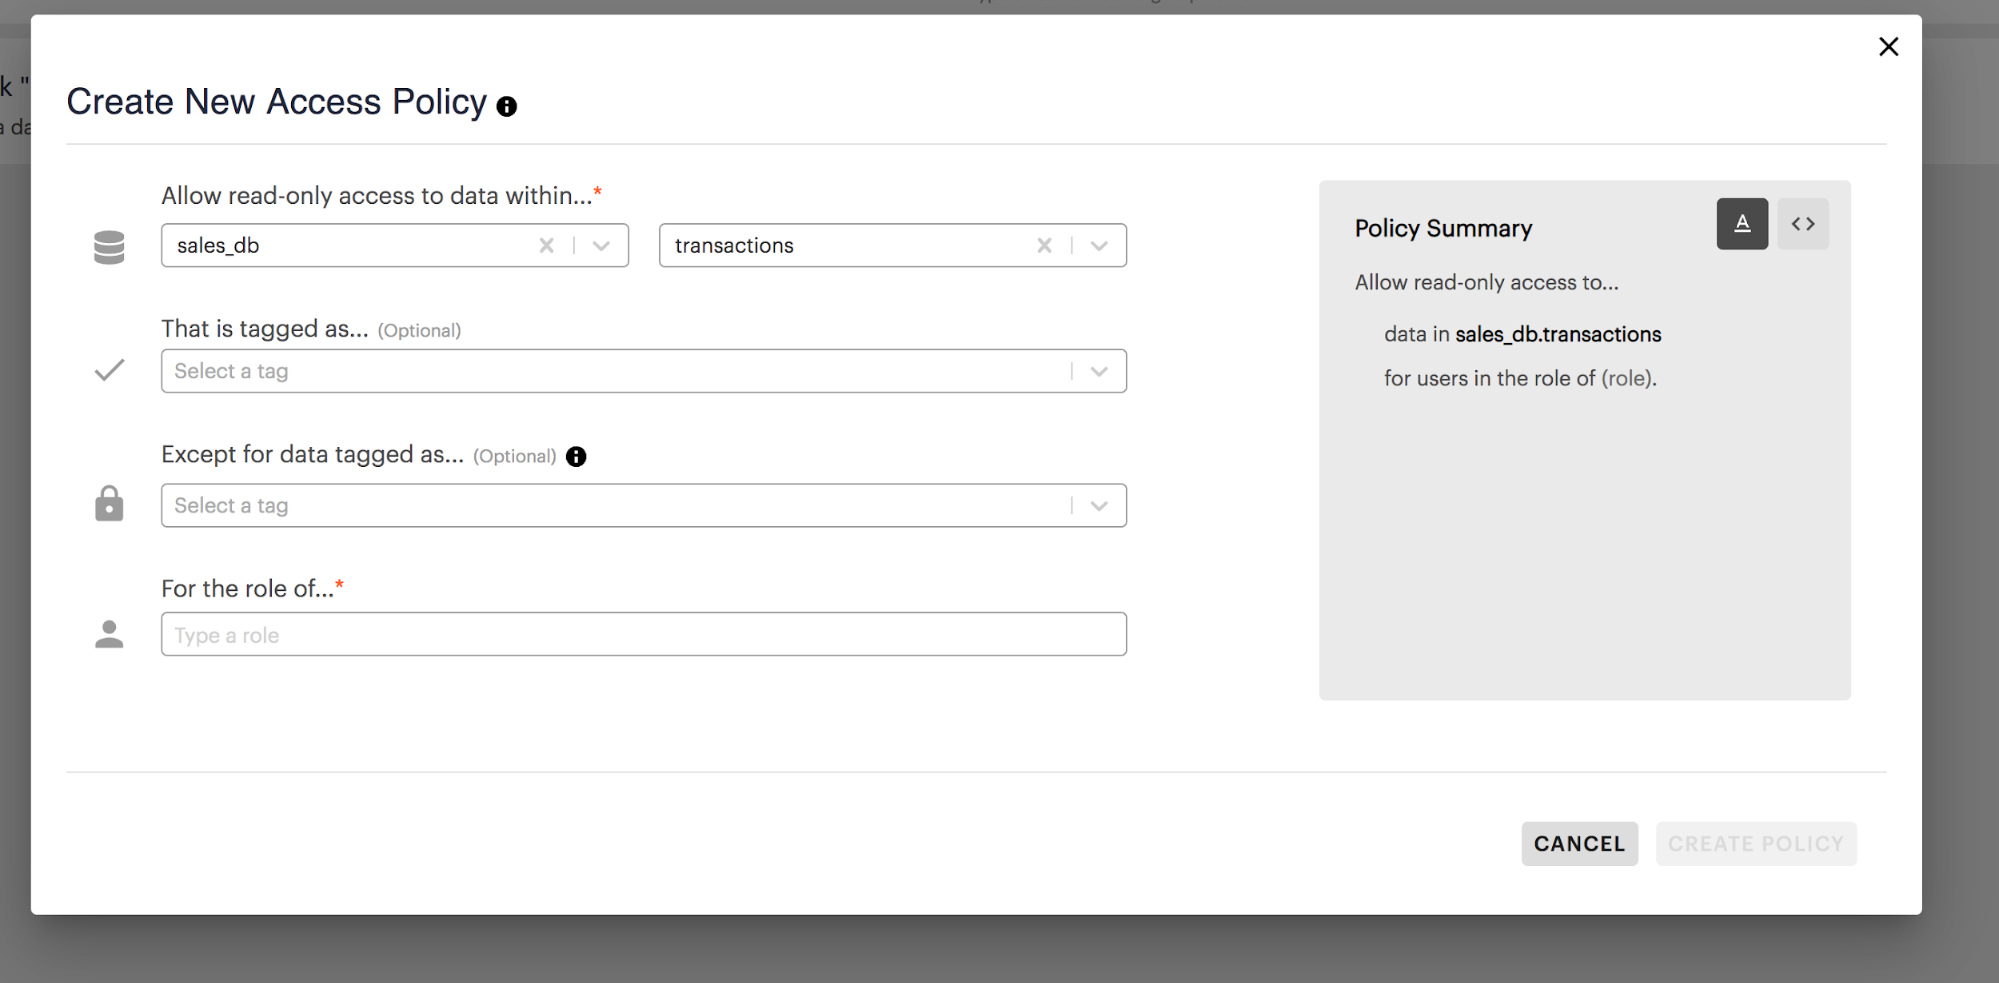 k "
a da
Create New Access Policy
Allow read-only access to data within...*
sales_db
transactions
That is tagged as... (Optional)
Select a tag
Except for data tagged as... (Optional)
Select a tag
For the role of...*
Type a role
Policy Summary
A
<>
Allow read-only access to...
data in sales_db.transactions
for users in the role of (role).
CANCEL
CREATE POLICY